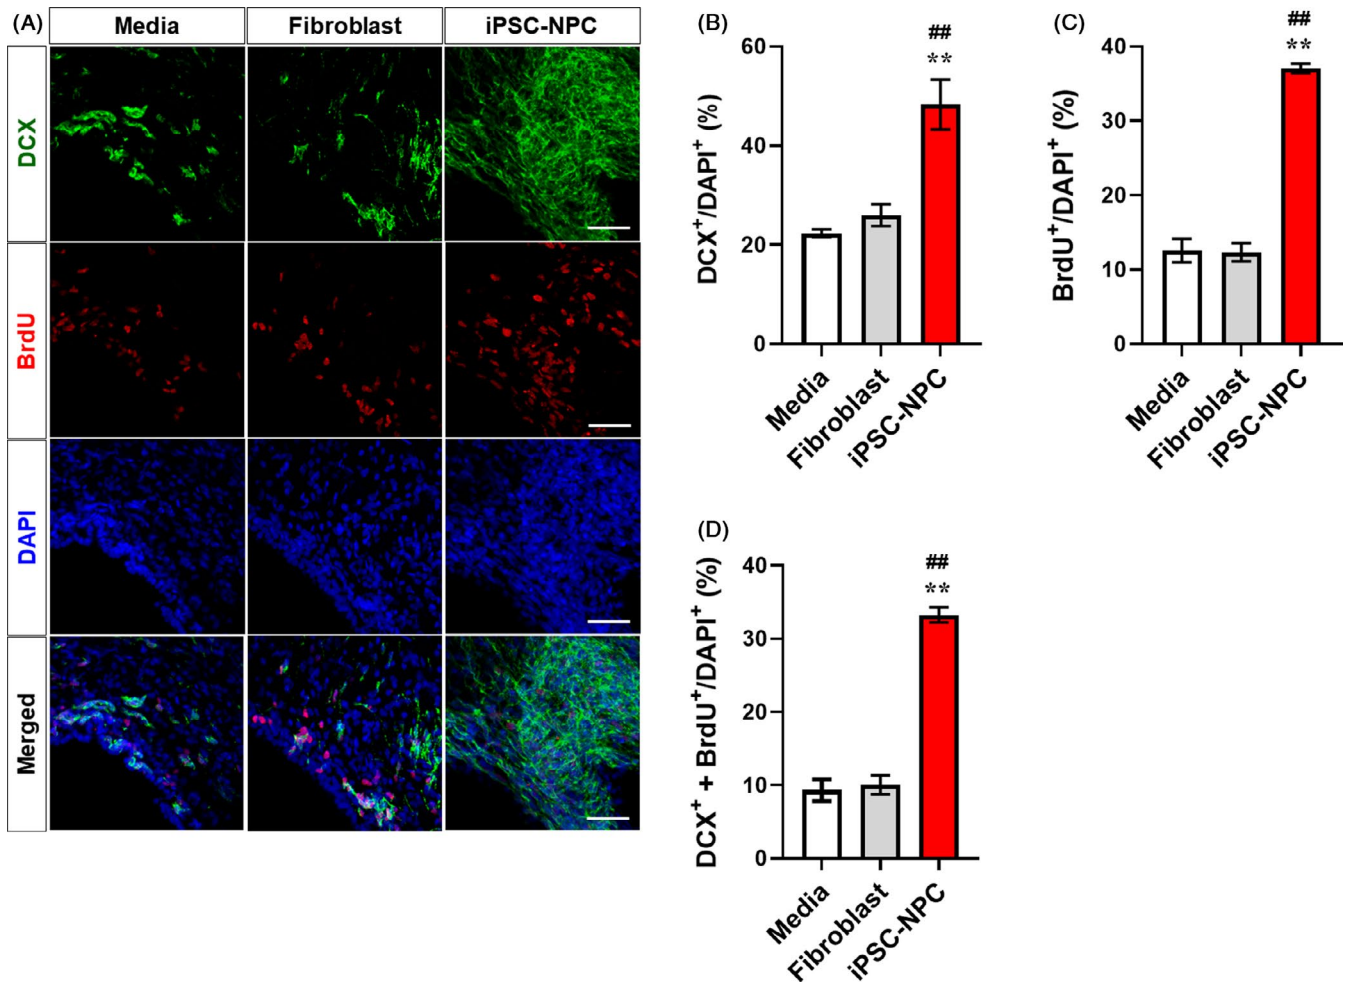 (A)
Media
Fibroblast
iPSC-NPC
DCX
BrdU
DAPI
Merged
(B)
##
**
DCX⁺/DAPI⁺ (%)
60
40
20
0
Media
Fibroblast
iPSC-NPC
(C)
##
**
BrdU⁺/DAPI⁺ (%)
40
30
20
10
0
Media
Fibroblast
iPSC-NPC
(D)
##
**
DCX⁺ + BrdU⁺/DAPI⁺ (%)
40
30
20
10
0
Media
Fibroblast
iPSC-NPC